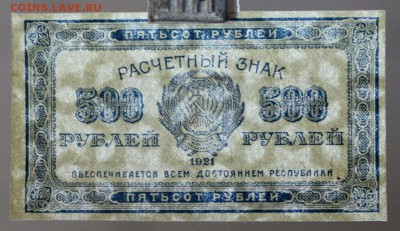 COINS.LAVE.RU
ПЯТЬСОТ РУБЛЕЙ
РАСЧЕТНЫЙ ЗНАК
500 500
РУБЛЕЙ РУБЛЕЙ
1921
ОБЕСПЕЧИВАЕТСЯ ВСЕМ ДОСТОЯНИЕМ РЕСПУБЛИКИ
ПЯТЬСОТ РУБЛЕЙ